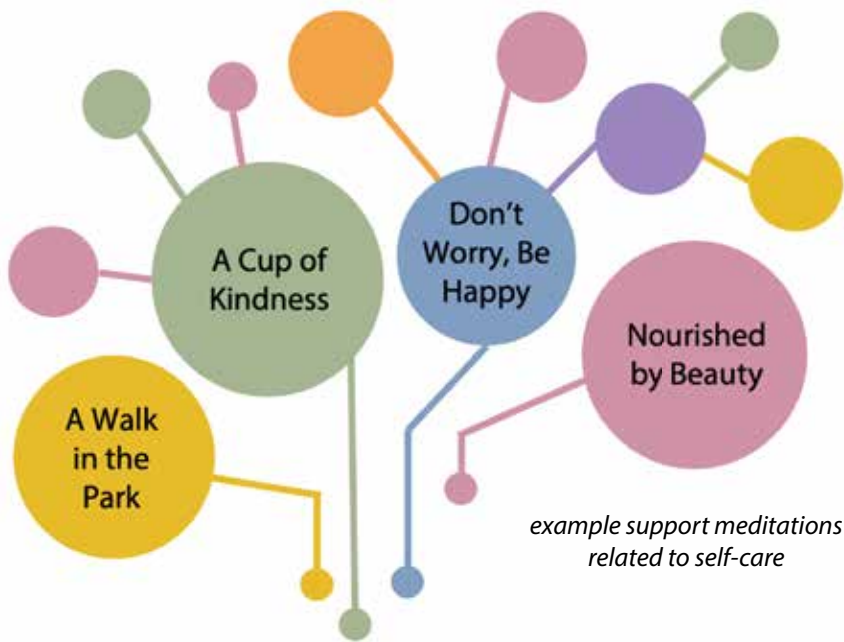 A Cup of
Kindness
Don't
Worry, Be
Happy
Nourished
by Beauty
A Walk
in the
Park
example support meditations
related to self-care